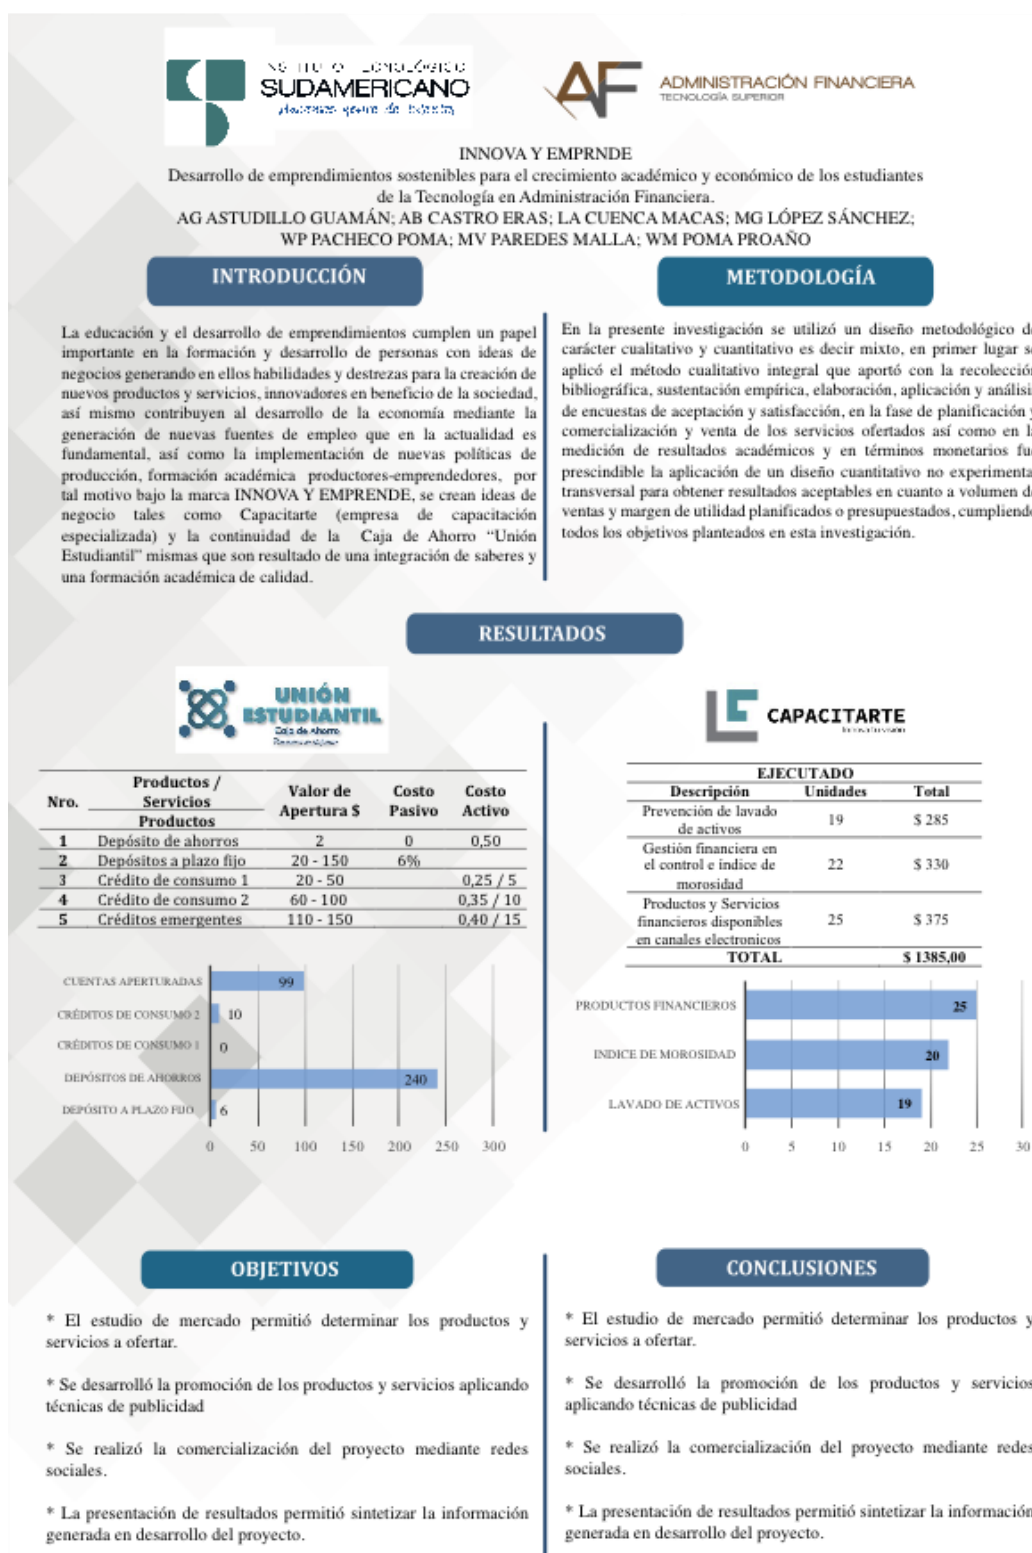 SUDAMERICANO
AF
ADMINISTRACIÓN FINANCIERA
TECNOLOGÍA SUPERIOR
INNOVA Y EMPRNDE
Desarrollo de emprendimientos sostenibles para el crecimiento académico y económico de los estudiantes
de la Tecnología en Administración Financiera.
AG ASTUDILLO GUAMÁN; AB CASTRO ERAS; LA CUENCA MACAS; MG LÓPEZ SÁNCHEZ;
WP PACHECO POMA; MV PAREDES MALLA; WM POMA PROAÑO
INTRODUCCIÓN
La educación y el desarrollo de emprendimientos cumplen un papel
importante en la formación y desarrollo de personas con ideas de
negocios generando en ellos habilidades y destrezas para la creación de
nuevos productos y servicios, innovadores en beneficio de la sociedad,
así mismo contribuyen al desarrollo de la economía mediante la
generación de nuevas fuentes de empleo que en la actualidad es
fundamental, así como la implementación de nuevas políticas de
producción, formación académica productores-emprendedores, por
tal motivo bajo la marca INNOVA Y EMPRENDE, se crean ideas de
negocio tales como Capacitarte (empresa de capacitación
especializada) y la continuidad de la Caja de Ahorro “Unión
Estudiantil” mismas que son resultado de una integración de saberes y
una formación académica de calidad.
METODOLOGÍA
En la presente investigación se utilizó un diseño metodológico d
carácter cualitativo y cuantitativo es decir mixto, en primer lugar s
aplicó el método cualitativo integral que aportó con la recolección
bibliográfica, sustentación empírica, elaboración, aplicación y análisi
de encuestas de aceptación y satisfacción, en la fase de planificación y
comercialización y venta de los servicios ofertados así como en la
medición de resultados académicos y en términos monetarios fu
prescindible la aplicación de un diseño cuantitativo no experimenta
transversal para obtener resultados aceptables en cuanto a volumen d
ventas y margen de utilidad planificados o presupuestados, cumpliendo
todos los objetivos planteados en esta investigación.
RESULTADOS
UNIÓN
ESTUDIANTIL
Caja de Ahorro
Nro. Productos / Servicios Valor de Apertura $ Costo Pasivo Costo Activo
Productos
1 Depósito de ahorros 2 0 0,50
2 Depósitos a plazo fijo 20 - 150 6%
3 Crédito de consumo 1 20 - 50 0,25 / 5
4 Crédito de consumo 2 60 - 100 0,35 / 10
5 Créditos emergentes 110 - 150 0,40 / 15
CUENTAS APERTURADAS 99
CRÉDITOS DE CONSUMO 2 10
CRÉDITOS DE CONSUMO 1 0
DEPÓSITOS DE AHORROS 240
DEPÓSITO A PLAZO FIJO 6
0 50 100 150 200 250 300
CAPACITARTE
EJECUTADO
Descripción Unidades Total
Prevención de lavado
de activos 19 $ 285
Gestión financiera en
el control e indice de 22 $ 330
morosidad
Productos y Servicios
financieros disponibles 25 $ 375
en canales electronicos
TOTAL $ 1385,00
PRODUCTOS FINANCIEROS 25
INDICE DE MOROSIDAD 20
LAVADO DE ACTIVOS 19
0 5 10 15 20 25 30
OBJETIVOS
* El estudio de mercado permitió determinar los productos y
servicios a ofertar.
* Se desarrolló la promoción de los productos y servicios aplicando
técnicas de publicidad
* Se realizó la comercialización del proyecto mediante redes
sociales.
* La presentación de resultados permitió sintetizar la información
generada en desarrollo del proyecto.
CONCLUSIONES
* El estudio de mercado permitió determinar los productos y
servicios a ofertar.
* Se desarrolló la promoción de los productos y servicios
aplicando técnicas de publicidad
* Se realizó la comercialización del proyecto mediante redes
sociales.
* La presentación de resultados permitió sintetizar la información
generada en desarrollo del proyecto.